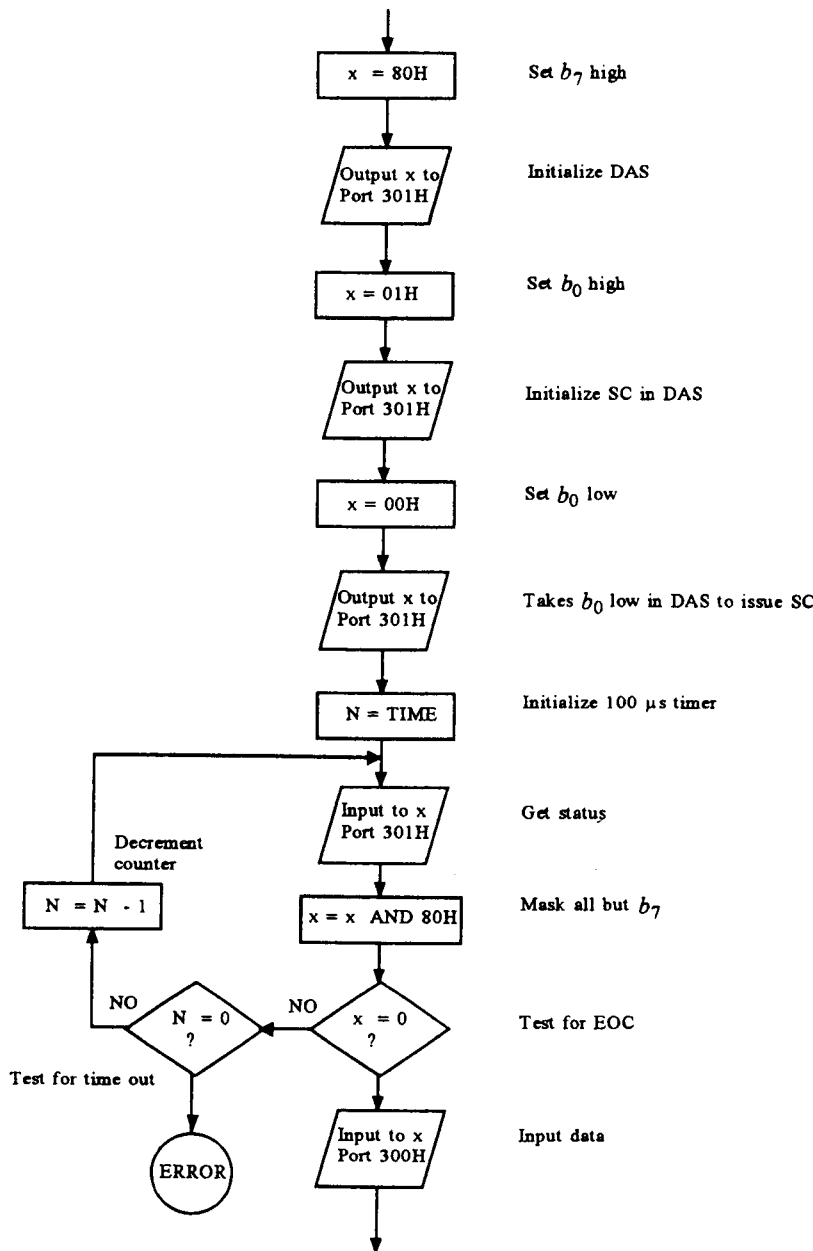 x = 80H
Set b7 high
Output x to
Port 301H
Initialize DAS
x = 01H
Set b0 high
Output x to
Port 301H
Initialize SC in DAS
x = 00H
Set b0 low
Output x to
Port 301H
Takes b0 low in DAS to issue SC
N = TIME
Initialize 100 µs timer
Input to x
Port 301H
Get status
Decrement
counter
N = N - 1
x = x AND 80H
Mask all but b7
NO
N = 0
?
NO
x = 0
?
Test for EOC
Test for time out
ERROR
Input to x
Port 300H
Input data